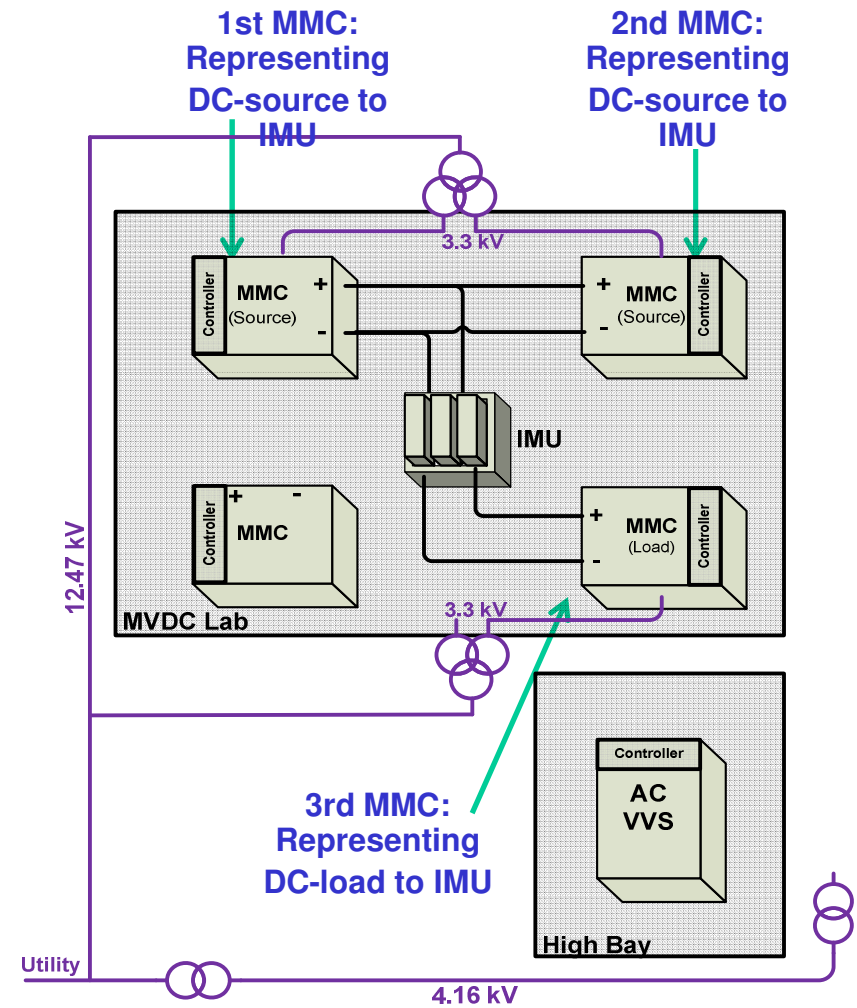 1st MMC:
Representing
DC-source to
IMU
2nd MMC:
Representing
DC-source to
IMU
3.3 kV
Controller
MMC
(Source)
+
-
+
-
MMC
(Source)
Controller
IMU
Controller
+ -
MMC
+
-
MMC
(Load)
Controller
12.47 kV
3.3 kV
MVDC Lab
Controller
AC
VVS
3rd MMC:
Representing
DC-load to IMU
High Bay
Utility
4.16 kV